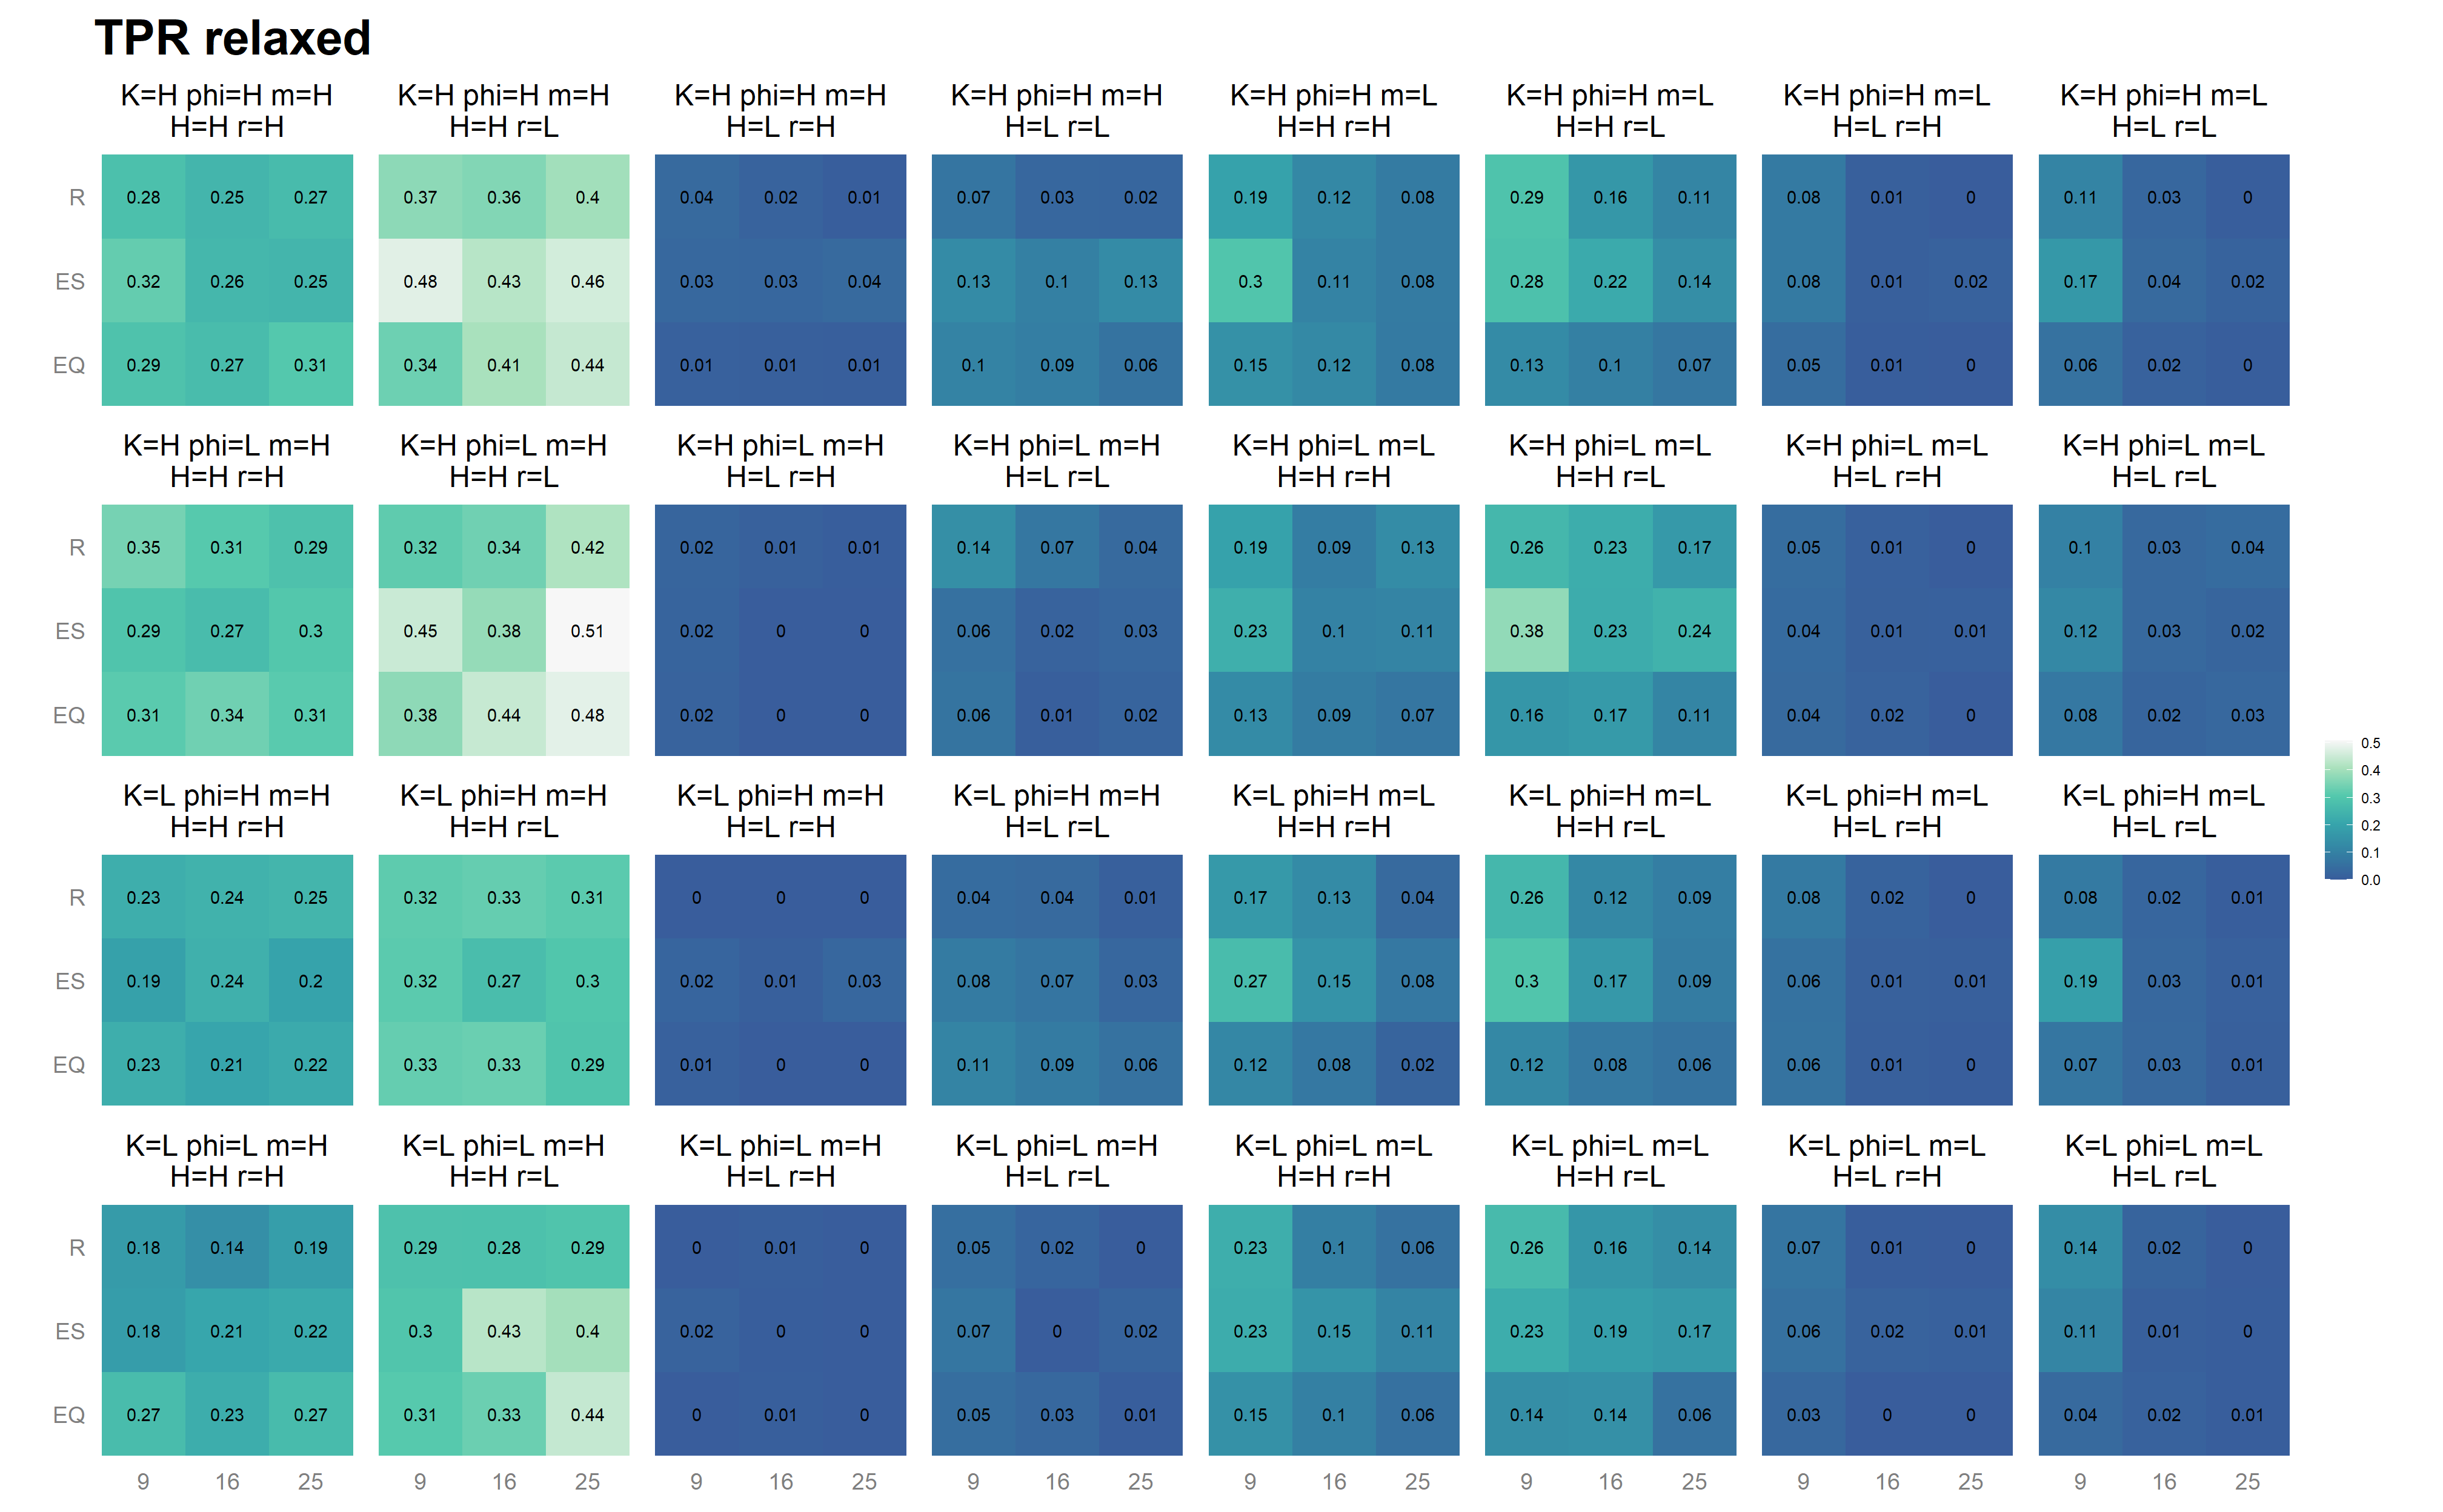 TPR relaxed
K=H phi=H m=H K=H phi=H m=H K=H phi=H m=H K=H phi=H m=H K=H phi=H m=L K=H phi=H m=L K=H phi=H m=L K=H phi=H m=L
H=H r=H H=H r=L H=L r=H H=L r=L H=H r=H H=H r=L H=L r=H H=L r=L
R 0.28 0.25 0.27 0.37 0.36 0.4 0.04 0.02 0.01 0.07 0.03 0.02 0.19 0.12 0.08 0.29 0.16 0.11 0.08 0.01 0 0.11 0.03 0
ES 0.32 0.26 0.25 0.48 0.43 0.46 0.03 0.03 0.04 0.13 0.1 0.13 0.3 0.11 0.08 0.28 0.22 0.14 0.08 0.01 0.02 0.17 0.04 0.02
EQ 0.29 0.27 0.31 0.34 0.41 0.44 0.01 0.01 0.01 0.1 0.09 0.06 0.15 0.12 0.08 0.13 0.1 0.07 0.05 0.01 0 0.06 0.02 0
K=H phi=L m=H K=H phi=L m=H K=H phi=L m=H K=H phi=L m=H K=H phi=L m=L K=H phi=L m=L K=H phi=L m=L K=H phi=L m=L
H=H r=H H=H r=L H=L r=H H=L r=L H=H r=H H=H r=L H=L r=H H=L r=L
R 0.35 0.31 0.29 0.32 0.34 0.42 0.02 0.01 0.01 0.14 0.07 0.04 0.19 0.09 0.13 0.26 0.23 0.17 0.05 0.01 0 0.1 0.03 0.04
ES 0.29 0.27 0.3 0.45 0.38 0.51 0.02 0 0 0.06 0.02 0.03 0.23 0.1 0.11 0.38 0.23 0.24 0.04 0.01 0.01 0.12 0.03 0.02
EQ 0.31 0.34 0.31 0.38 0.44 0.48 0.02 0 0 0.06 0.01 0.02 0.13 0.09 0.07 0.16 0.17 0.11 0.04 0.02 0 0.08 0.02 0.03
0.5
0.4
0.3
0.2
0.1
0.0
K=L phi=H m=H K=L phi=H m=H K=L phi=H m=H K=L phi=H m=H K=L phi=H m=L K=L phi=H m=L K=L phi=H m=L K=L phi=H m=L
H=H r=H H=H r=L H=L r=H H=L r=L H=H r=H H=H r=L H=L r=H H=L r=L
R 0.23 0.24 0.25 0.32 0.33 0.31 0 0 0 0.04 0.04 0.01 0.17 0.13 0.04 0.26 0.12 0.09 0.08 0.02 0 0.08 0.02 0.01
ES 0.19 0.24 0.2 0.32 0.27 0.3 0.02 0.01 0.03 0.08 0.07 0.03 0.27 0.15 0.08 0.3 0.17 0.09 0.06 0.01 0.01 0.19 0.03 0.01
EQ 0.23 0.21 0.22 0.33 0.33 0.29 0.01 0 0 0.11 0.09 0.06 0.12 0.08 0.02 0.12 0.08 0.06 0.06 0.01 0 0.07 0.03 0.01
K=L phi=L m=H K=L phi=L m=H K=L phi=L m=H K=L phi=L m=H K=L phi=L m=L K=L phi=L m=L K=L phi=L m=L K=L phi=L m=L
H=H r=H H=H r=L H=L r=H H=L r=L H=H r=H H=H r=L H=L r=H H=L r=L
R 0.18 0.14 0.19 0.29 0.28 0.29 0 0.01 0 0.05 0.02 0 0.23 0.1 0.06 0.26 0.16 0.14 0.07 0.01 0 0.14 0.02 0
ES 0.18 0.21 0.22 0.3 0.43 0.4 0.02 0 0 0.07 0 0.02 0.23 0.15 0.11 0.23 0.19 0.17 0.06 0.02 0.01 0.11 0.01 0
EQ 0.27 0.23 0.27 0.31 0.33 0.44 0 0.01 0 0.05 0.03 0.01 0.15 0.1 0.06 0.14 0.14 0.06 0.03 0 0 0.04 0.02 0.01
9 16 25 9 16 25 9 16 25 9 16 25 9 16 25 9 16 25 9 16 25 9 16 25